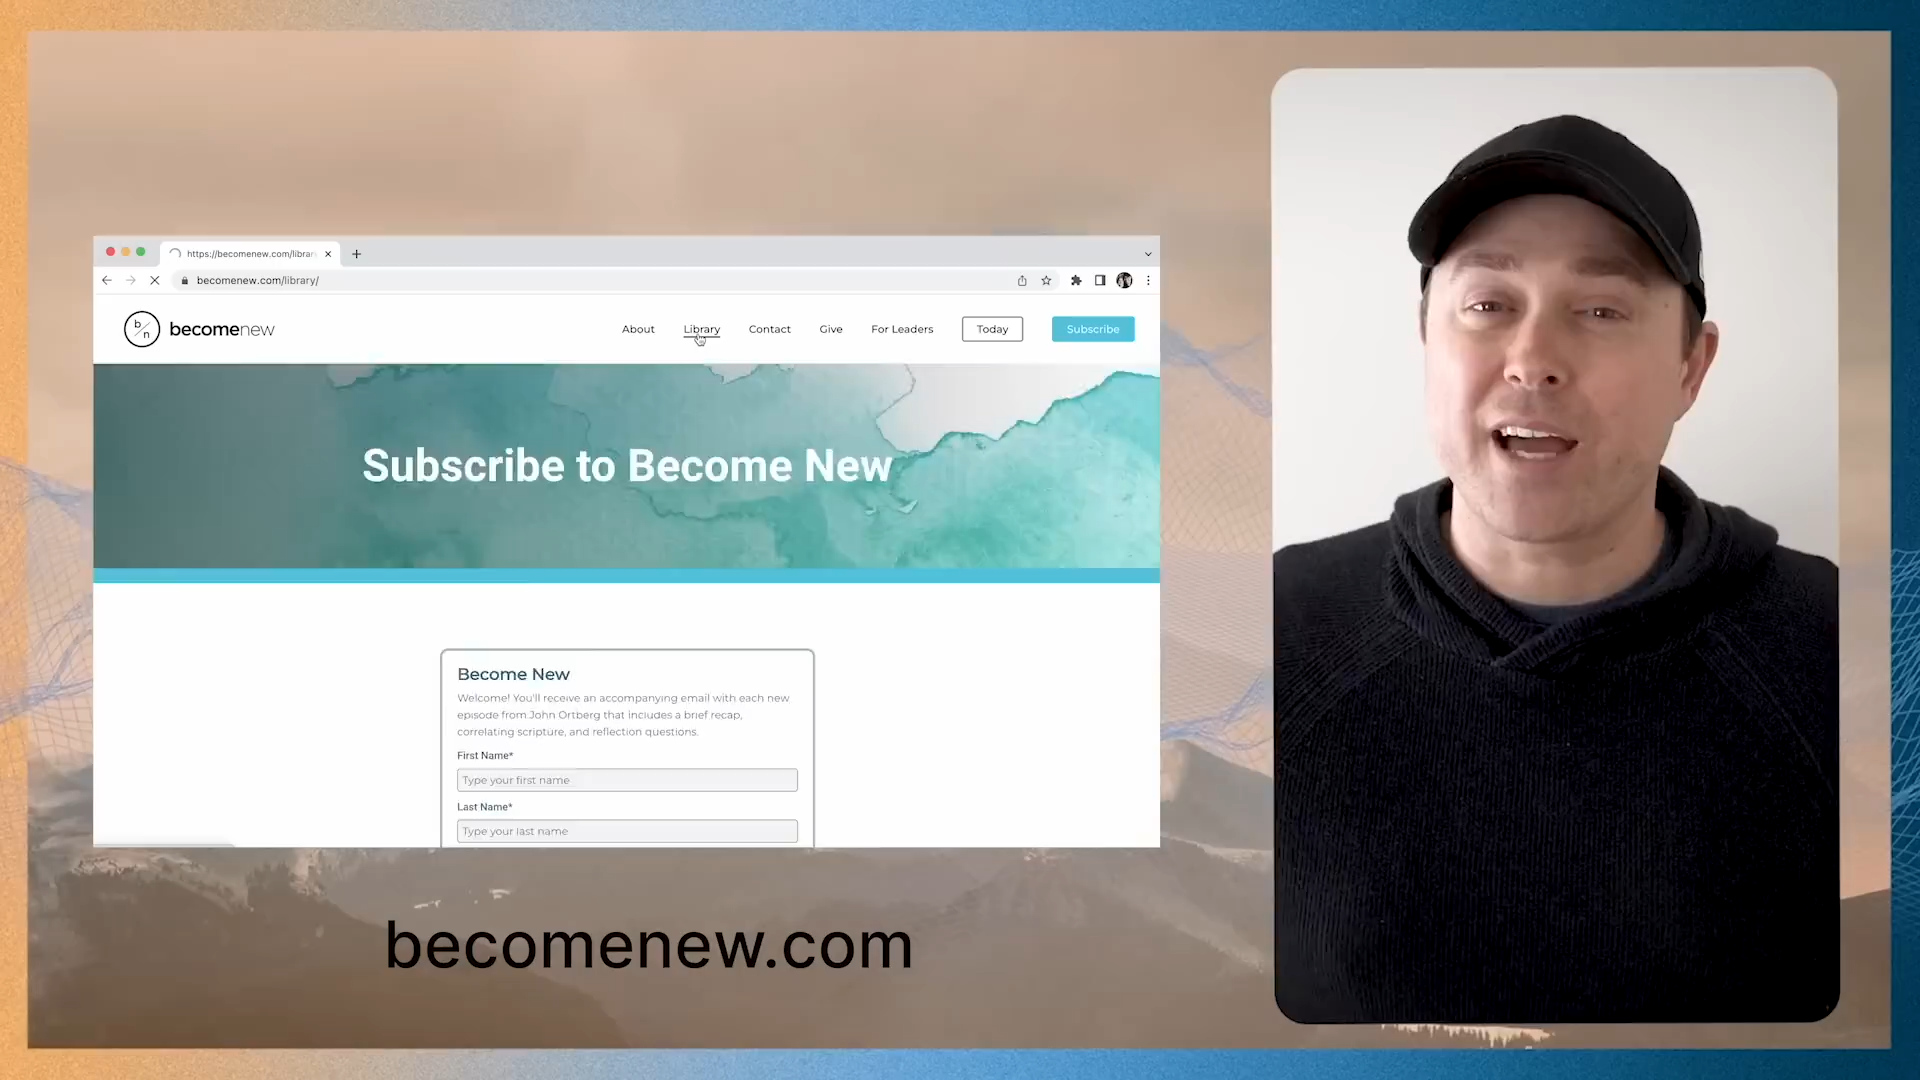 https://becomenew.com/librar
becomenew.com/library/
b
n
becomenew
About
Library
Contact
Give
For Leaders
Today
Subscribe
Subscribe to Become New
Become New
Welcome! You'll receive an accompanying email with each new
episode from John Ortberg that includes a brief recap,
correlating scripture, and reflection questions.
First Name*
Type your first name
Last Name*
Type your last name
becomenew.com